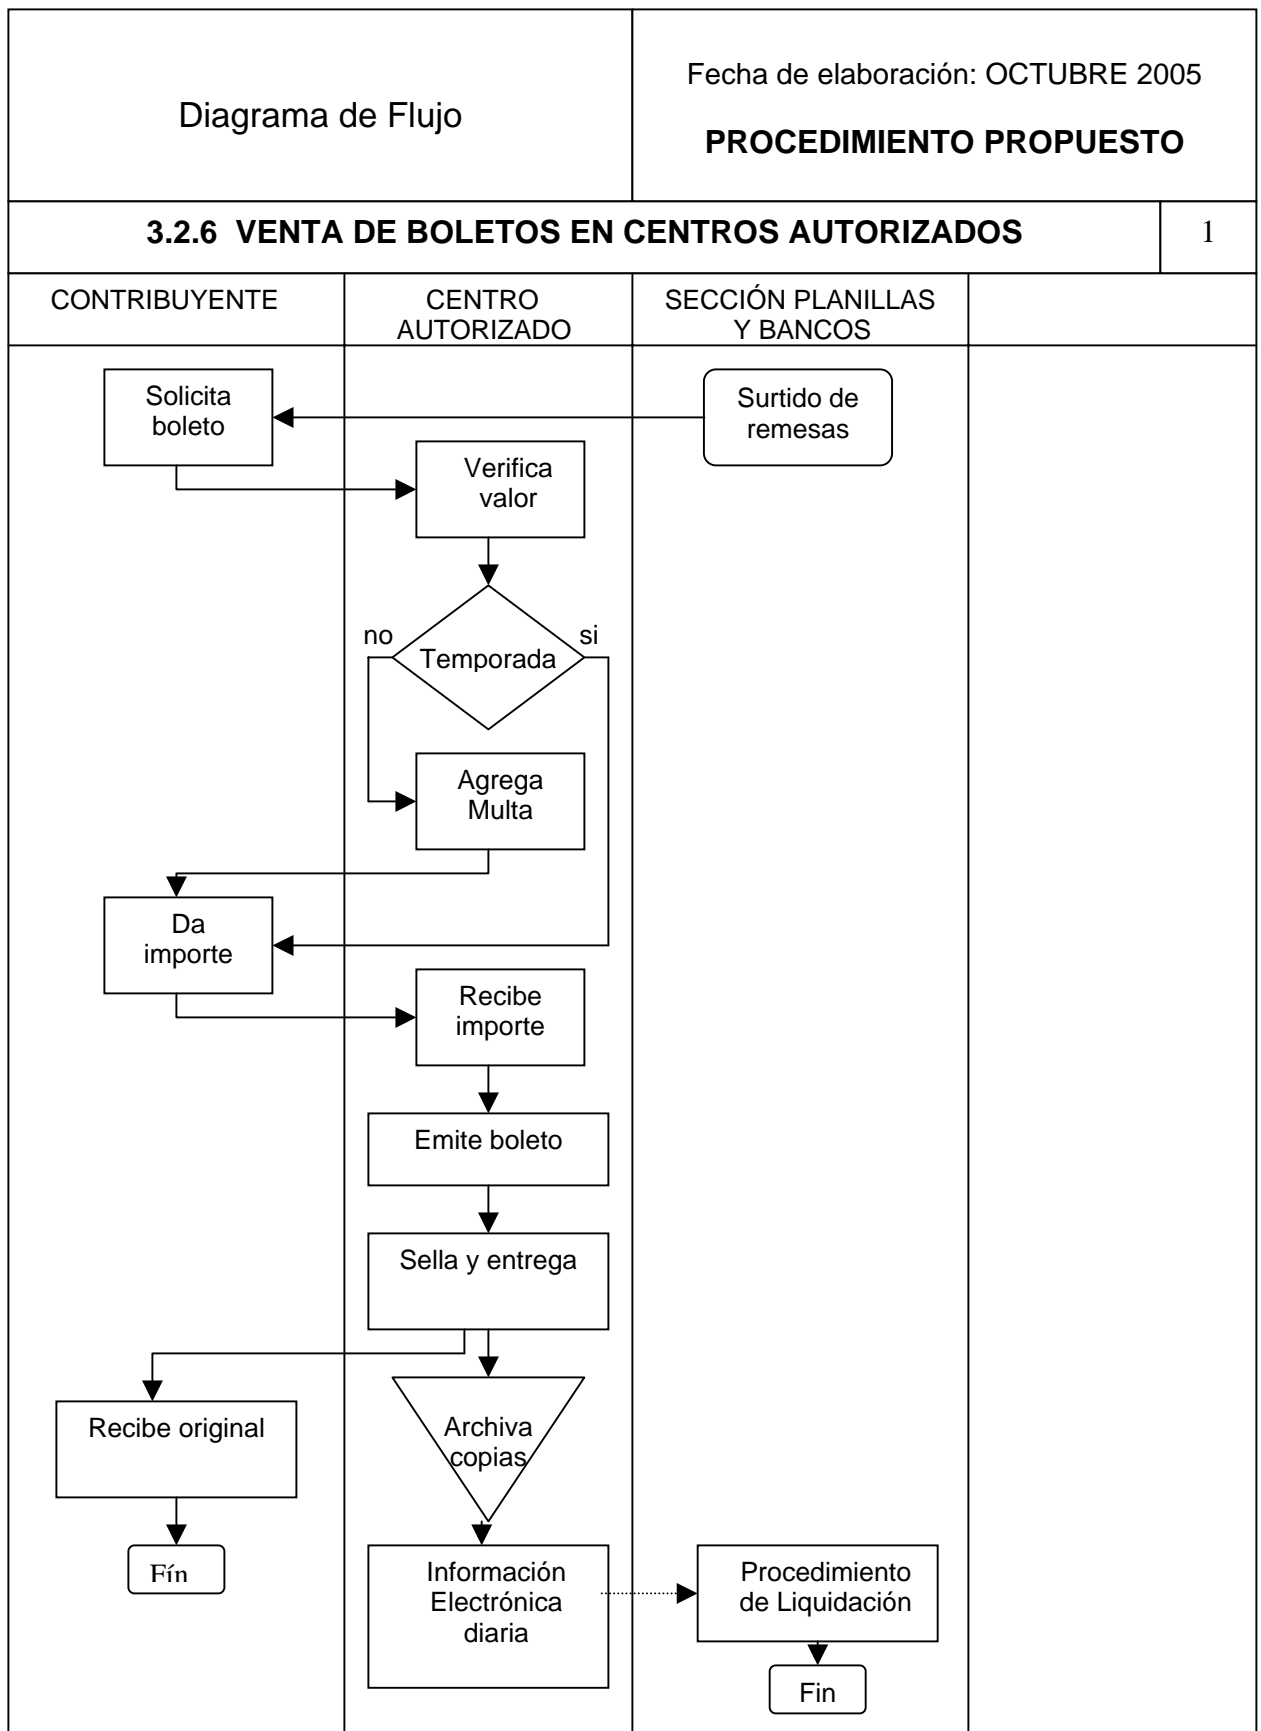 Diagrama de Flujo
Fecha de elaboración: OCTUBRE 2005
PROCEDIMIENTO PROPUESTO
3.2.6 VENTA DE BOLETOS EN CENTROS AUTORIZADOS
1
CONTRIBUYENTE
CENTRO
AUTORIZADO
SECCIÓN PLANILLAS
Y BANCOS
Solicita
boleto
Surtido de
remesas
Verifica
valor
no
si
Temporada
Agrega
Multa
Da
importe
Recibe
importe
Emite boleto
Sella y entrega
Recibe original
Archiva
copias
Fín
Información
Electrónica
diaria
Procedimiento
de Liquidación
Fin